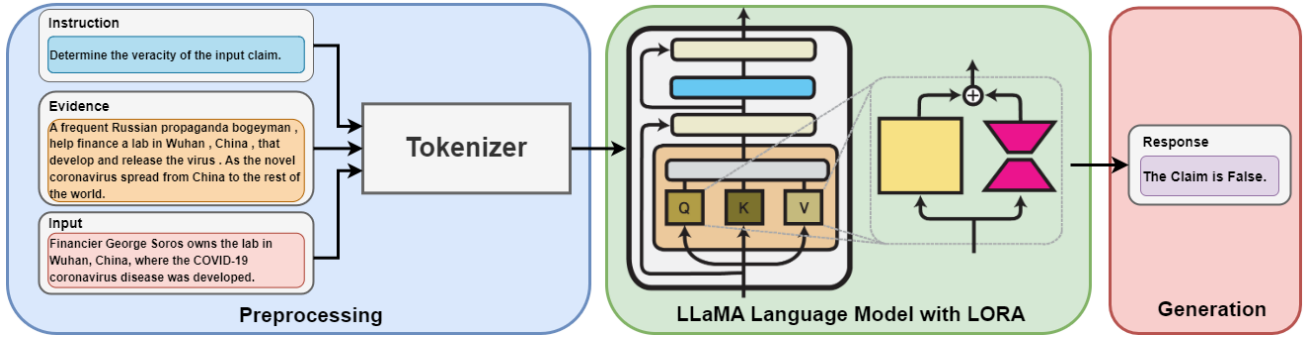 Instruction
Determine the veracity of the input claim.
Evidence
A frequent Russian propaganda bogeyman ,
help finance a lab in Wuhan , China , that
develop and release the virus . As the novel
coronavirus spread from China to the rest of
the world.
Input
Financier George Soros owns the lab in
Wuhan, China, where the COVID-19
coronavirus disease was developed.
Tokenizer
Preprocessing
Q
K
V
LLaMA Language Model with LORA
Response
The Claim is False.
Generation